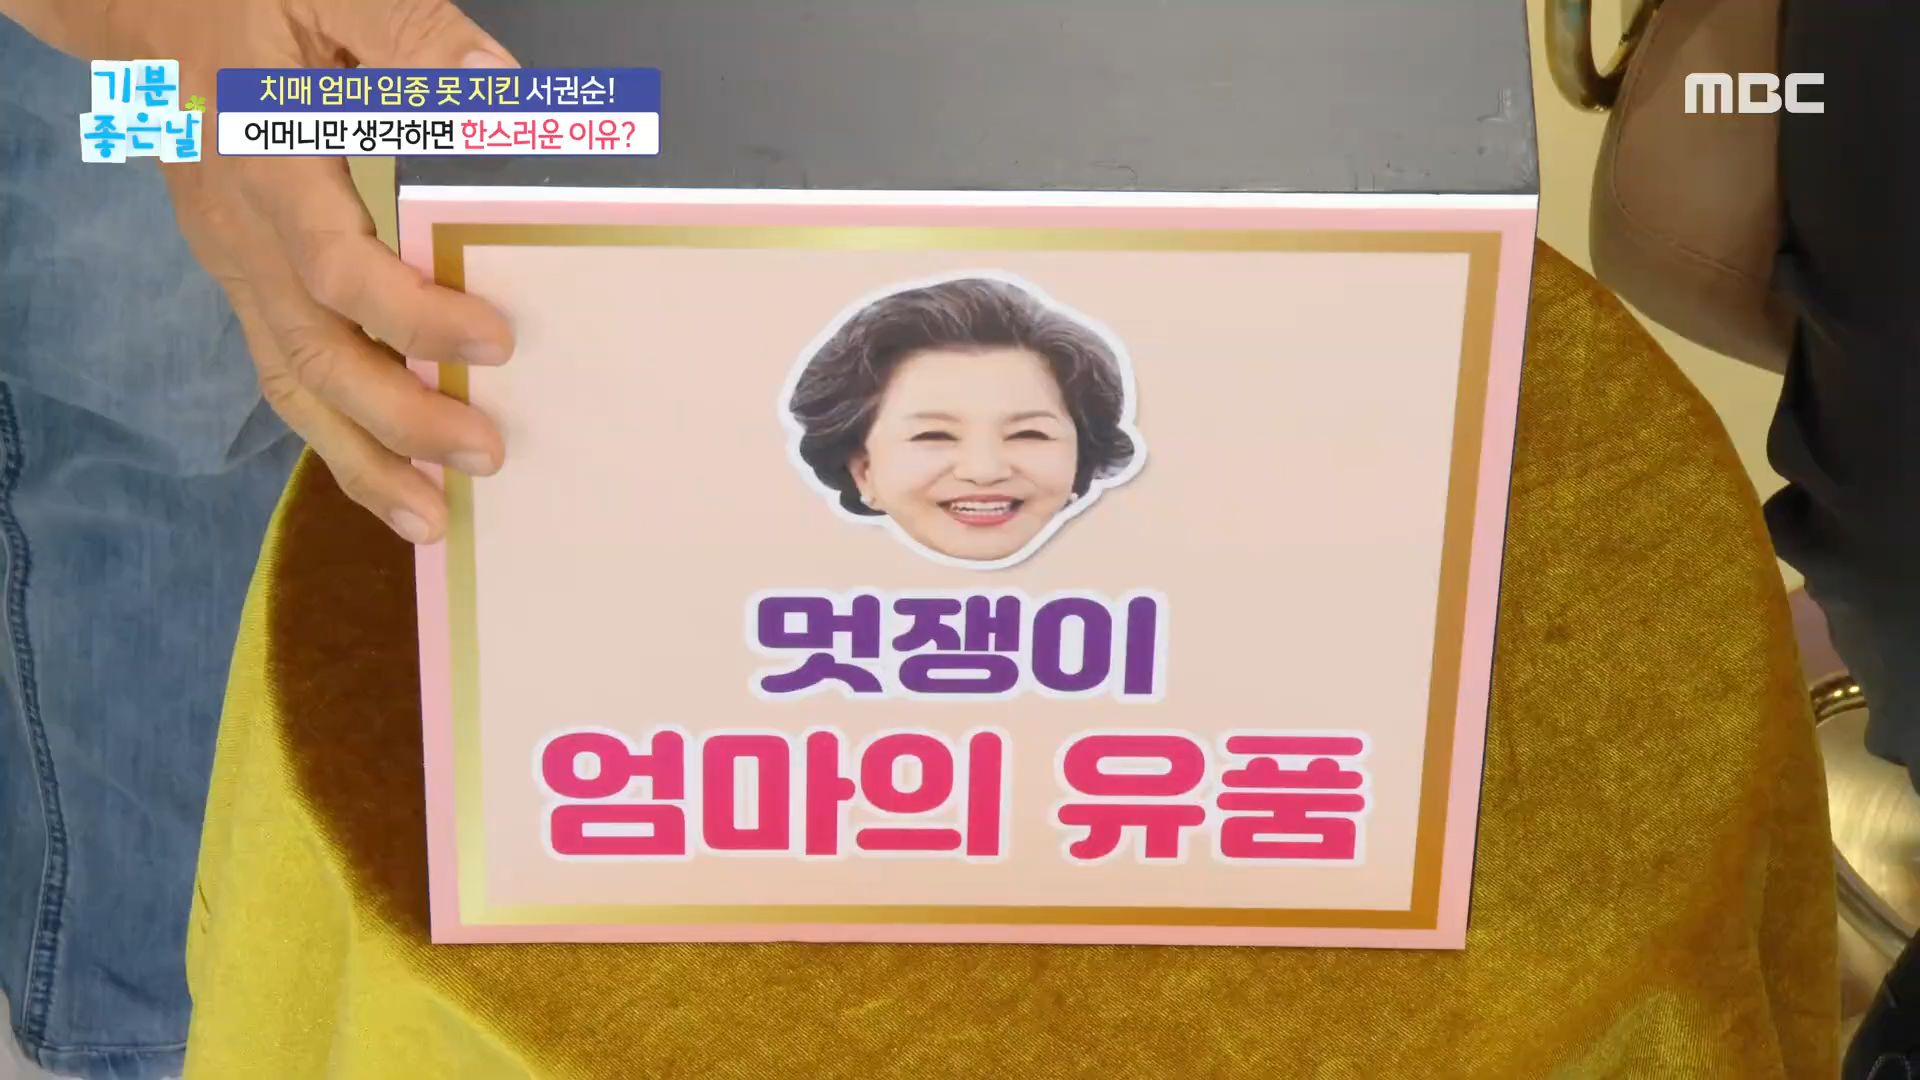 기분
좋은날
치매 엄마 임종 못 지킨 서권순!
어머니만 생각하면 한스러운 이유?
MBC
멋쟁이
엄마의 유품